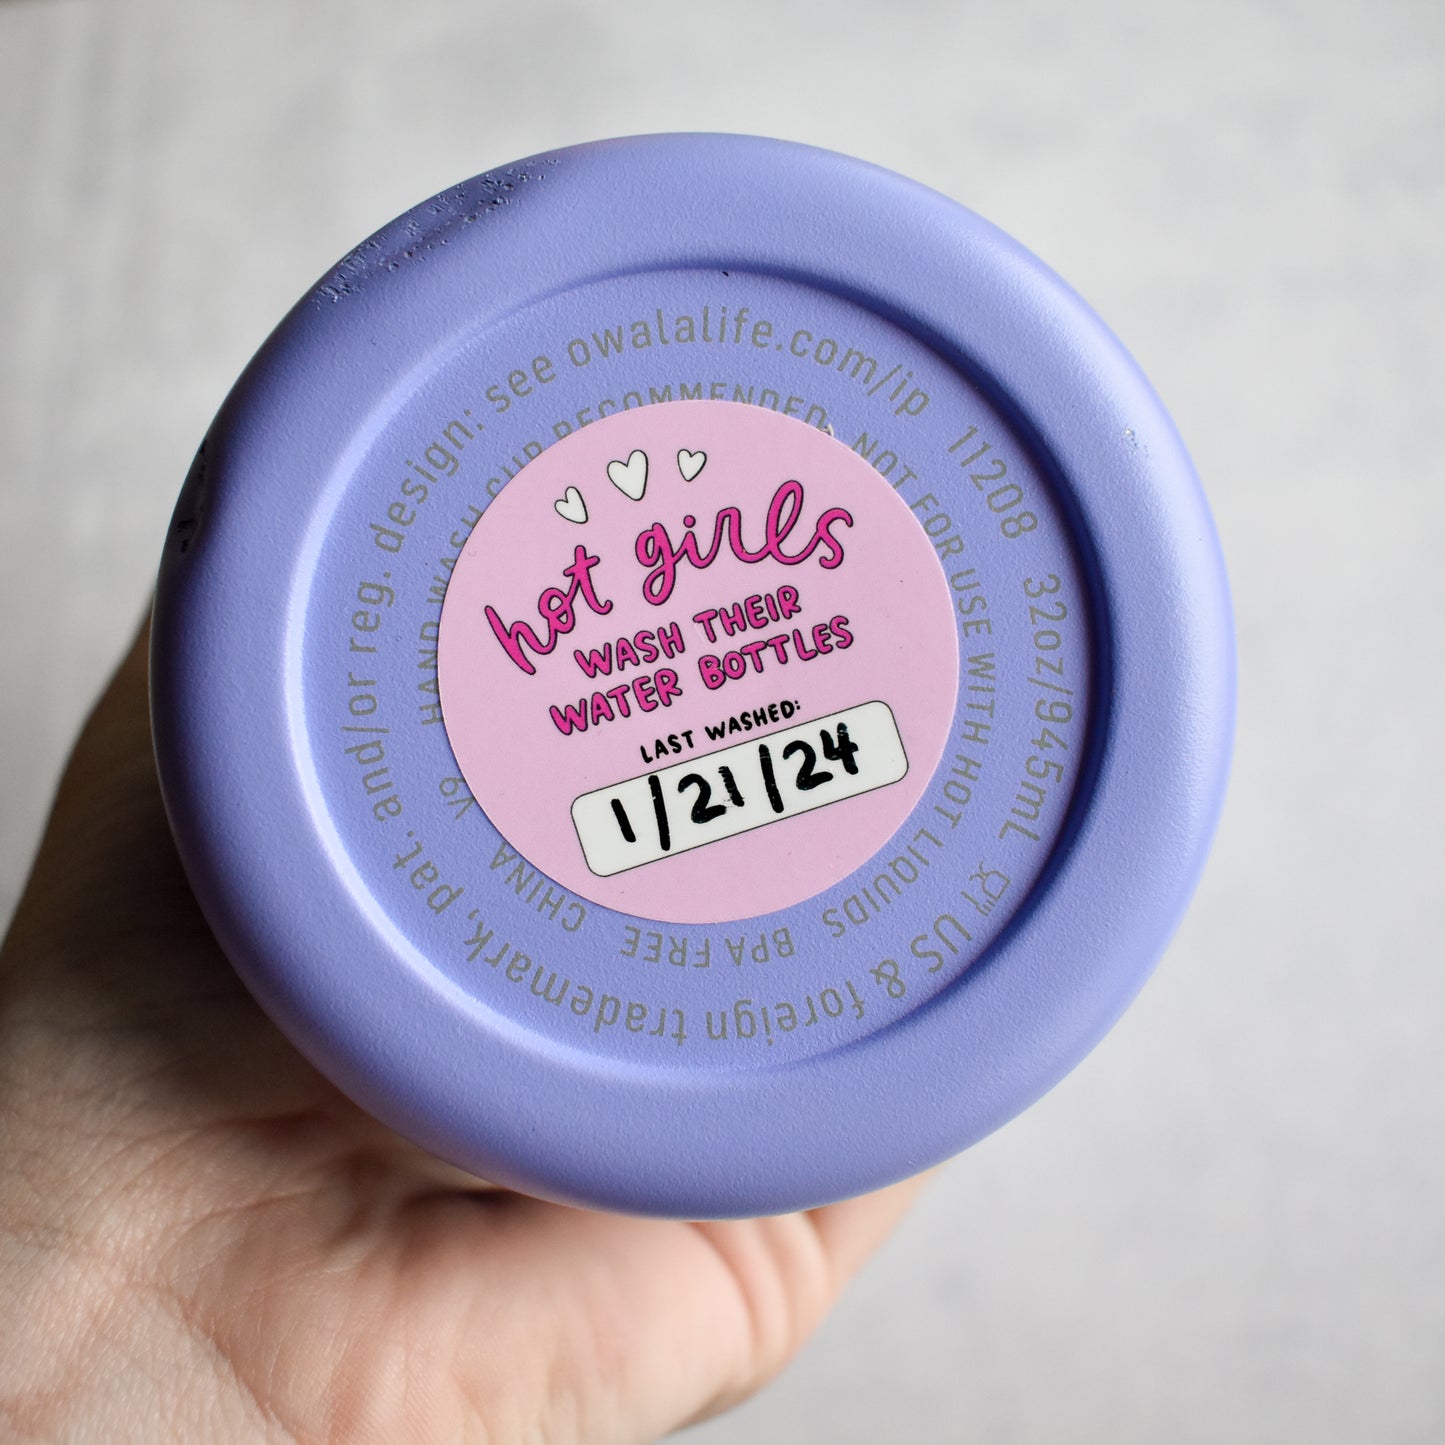 hot girls
WASH THEIR
WATER BOTTLES
LAST WASHED:
1/21/24
US & foreign trademark, pat. and/or reg. design: see owalalife.com/ip 11208 32oz/945mL
HAND WASH CUP RECOMMENDED. NOT FOR USE WITH HOT LIQUIDS BPA FREE CHINA V9